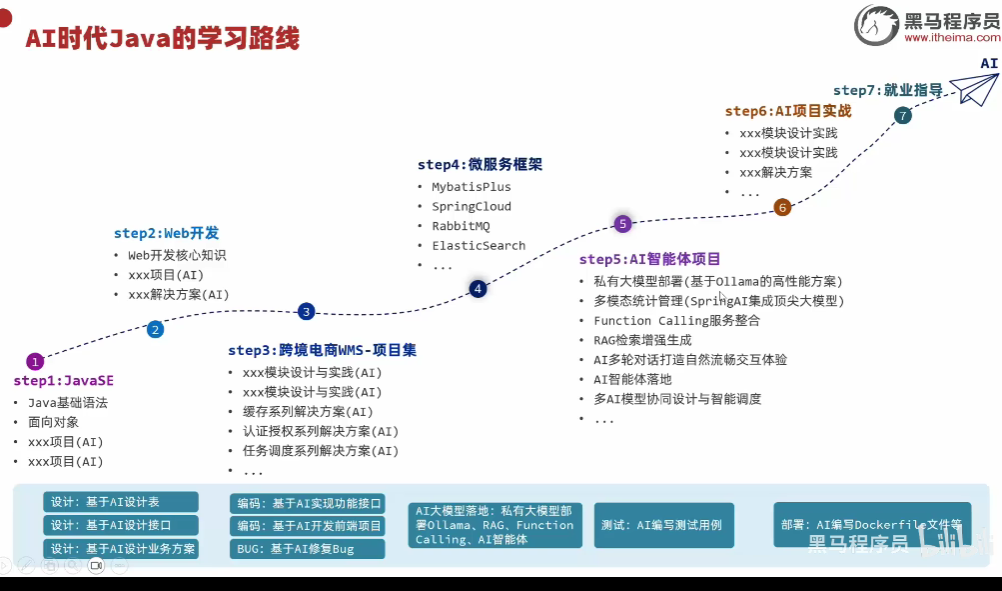 AI时代Java的学习路线
黑马程序员
www.itheima.com
AI
step7:就业指导
7
step6:AI项目实战
• xxx模块设计实践
• xxx模块设计实践
• xxx解决方案
• ...
6
step4:微服务框架
• MybatisPlus
• SpringCloud
• RabbitMQ
• ElasticSearch
• ...
4
5
step5:AI智能体项目
• 私有大模型部署(基于Ollama的高性能方案)
• 多模态统计管理(SpringAI集成顶尖大模型)
• Function Calling服务整合
• RAG检索增强生成
• AI多轮对话打造自然流畅交互体验
• AI智能体落地
• 多AI模型协同设计与智能调度
• ...
step2:Web开发
• Web开发核心知识
• xxx项目(AI)
• xxx解决方案(AI)
2
3
step3:跨境电商WMS-项目集
• xxx模块设计与实践(AI)
• xxx模块设计与实践(AI)
• 缓存系列解决方案(AI)
• 认证授权系列解决方案(AI)
• 任务调度系列解决方案(AI)
• ...
1
step1:JavaSE
• Java基础语法
• 面向对象
• xxx项目(AI)
• xxx项目(AI)
设计: 基于AI设计表
设计: 基于AI设计接口
设计: 基于AI设计业务方案
编码: 基于AI实现功能接口
编码: 基于AI开发前端项目
BUG: 基于AI修复Bug
AI大模型落地: 私有大模型部
署Ollama、RAG、Function
Calling、AI智能体
测试: AI编写测试用例
部署: AI编写Dockerfile文件等
黑马程序员 bilibili